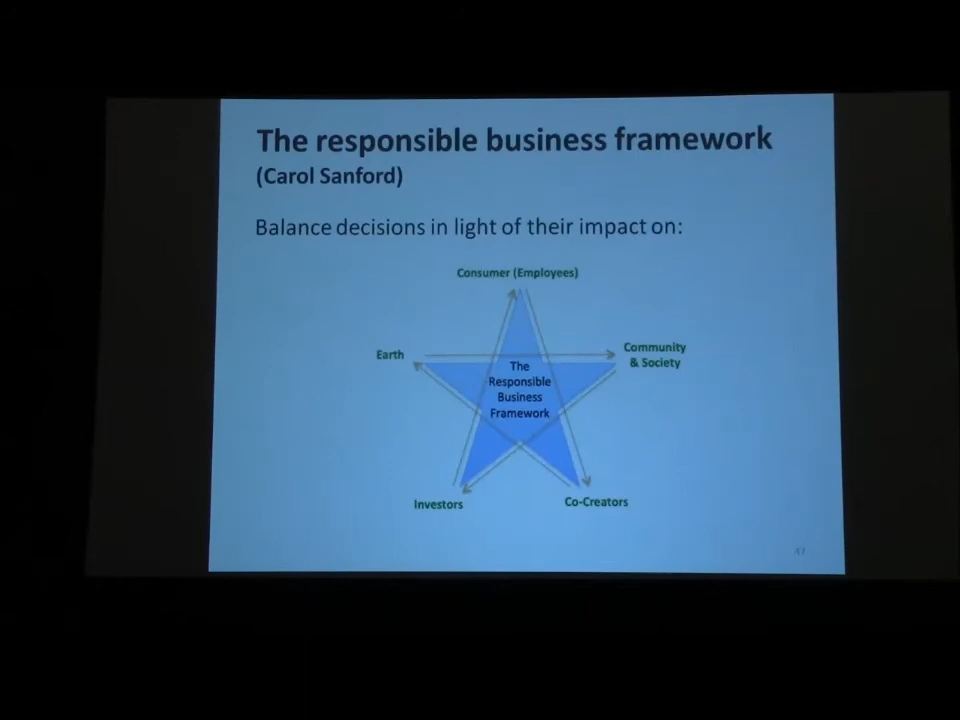 The responsible business framework
(Carol Sanford)
Balance decisions in light of their impact on:
Consumer (Employees)
Earth
Community
& Society
The
Responsible
Business
Framework
Investors
Co-Creators
47